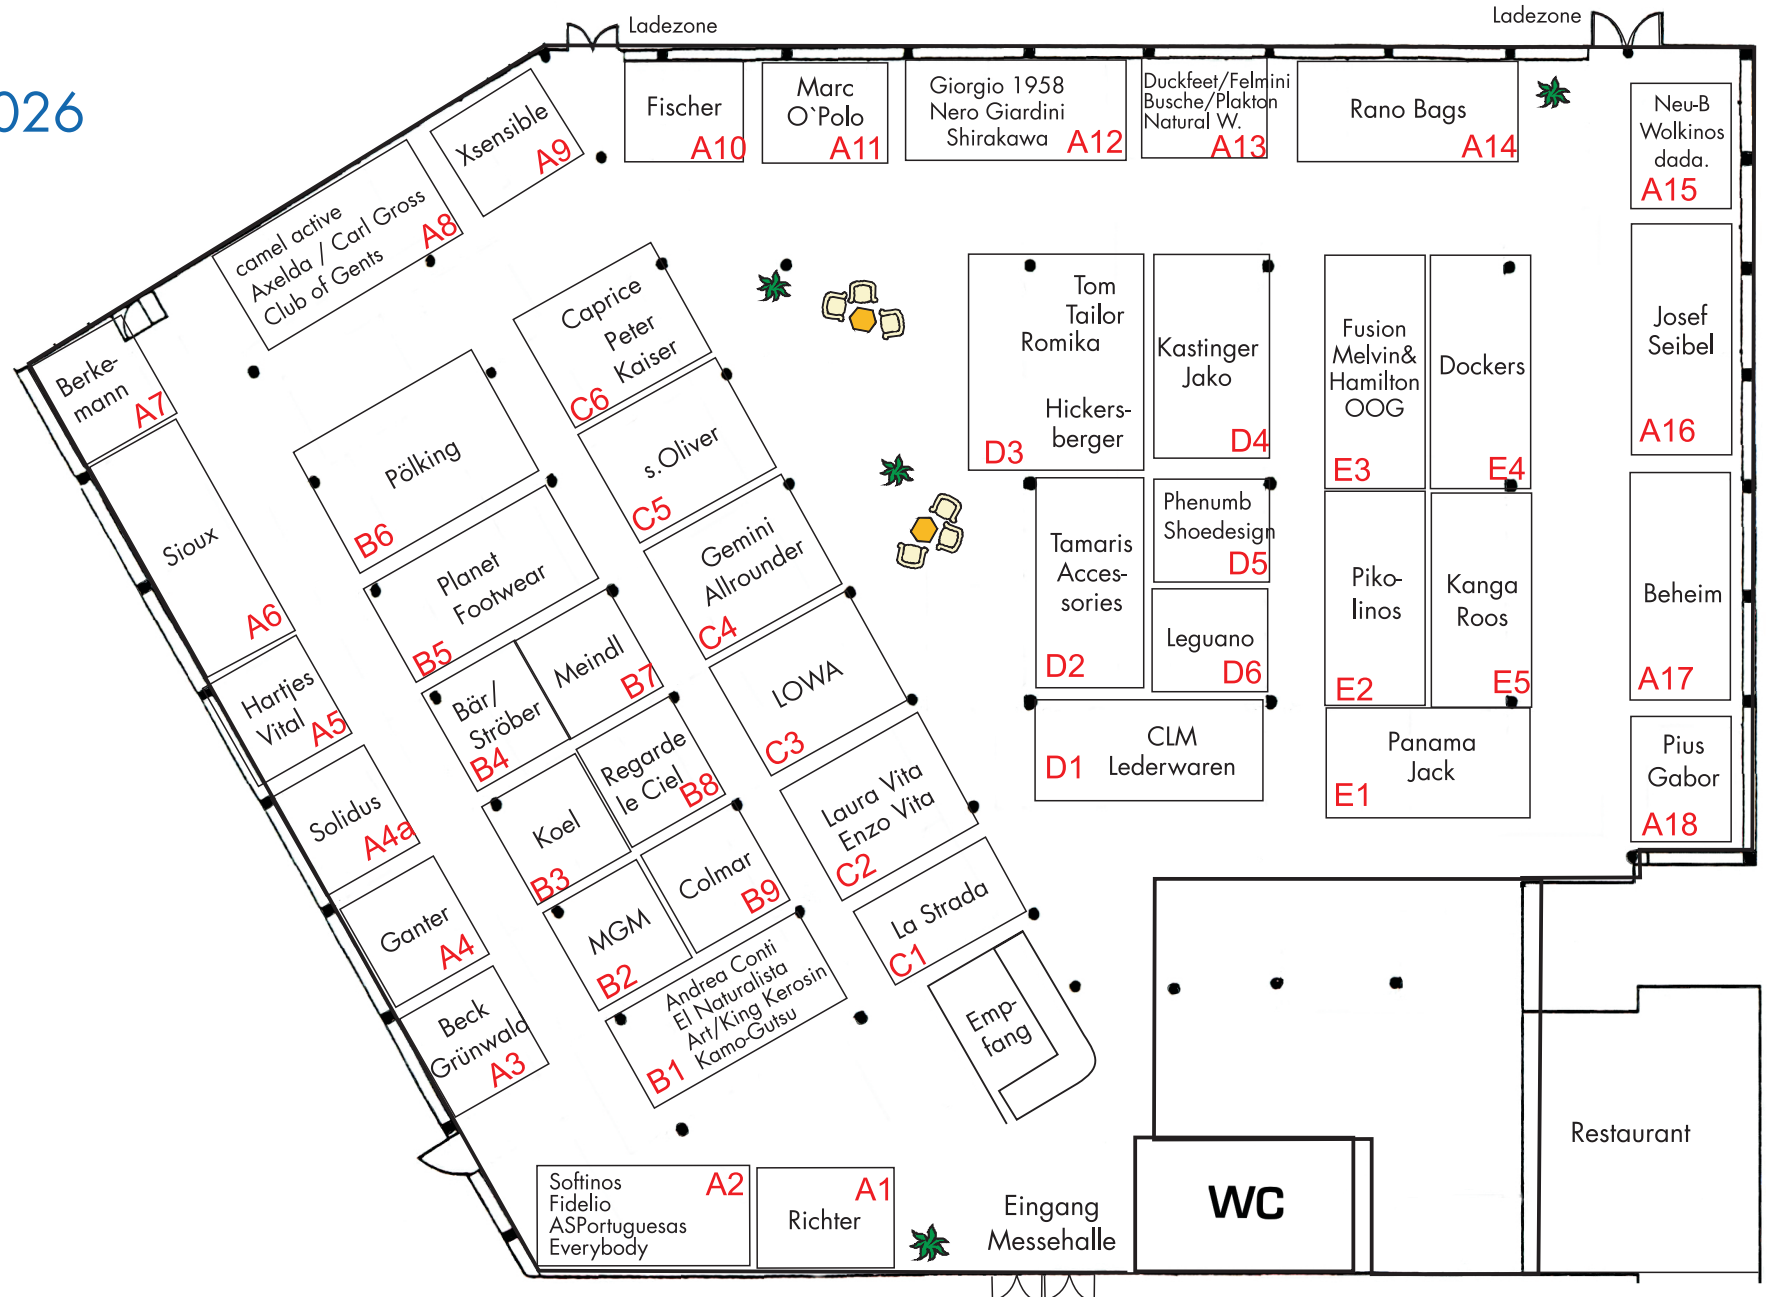 Ladezone
Ladezone
026
Fischer
A10
Marc
O`Polo
A11
Giorgio 1958
Nero Giardini
Shirakawa
A12
Duckfeet/Felmini
Busche/Plakton
Natural W.
A13
Rano Bags
A14
Neu-B
Wolkinos
dada.
A15
Xsensible
A9
camel active
Axelda / Carl Gross
Club of Gents
A8
Berke-
mann
A7
Sioux
A6
Hartjes
Vital
A5
Solidus
A4a
Ganter
A4
Beck
Grünwald
A3
Pölking
B6
Planet
Footwear
B5
Bär/
Ströber
B4
Meindl
B7
Regarde
le Ciel
B8
Koel
B3
Colmar
B9
MGM
B2
Andrea Conti
El Naturalista
Art/King Kerosin
Kamo-Gutsu
B1
Caprice
Peter
Kaiser
C6
s.Oliver
C5
Gemini
Allrounder
C4
LOWA
C3
Laura Vita
Enzo Vita
C2
La Strada
C1
Emp-
fang
Tom
Tailor
Romika
Hickers-
berger
D3
Kastinger
Jako
D4
Tamaris
Acces-
sories
D2
Phenumb
Shoedesign
D5
Leguano
D6
CLM
Lederwaren
D1
Fusion
Melvin&
Hamilton
OOG
E3
Dockers
E4
Piko-
linos
E2
Kanga
Roos
E5
Panama
Jack
E1
Josef
Seibel
A16
Beheim
A17
Pius
Gabor
A18
Softinos
Fidelio
ASPortuguesas
Everybody
A2
A1
Richter
Eingang
Messehalle
WC
Restaurant